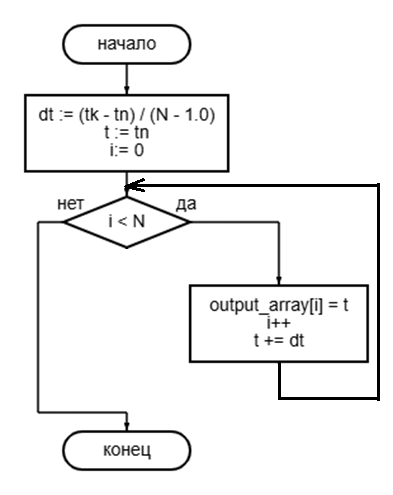 начало
dt := (tk - tn) / (N - 1.0)
t := tn
i:= 0
нет
да
i < N
output_array[i] = t
i++
t += dt
конец